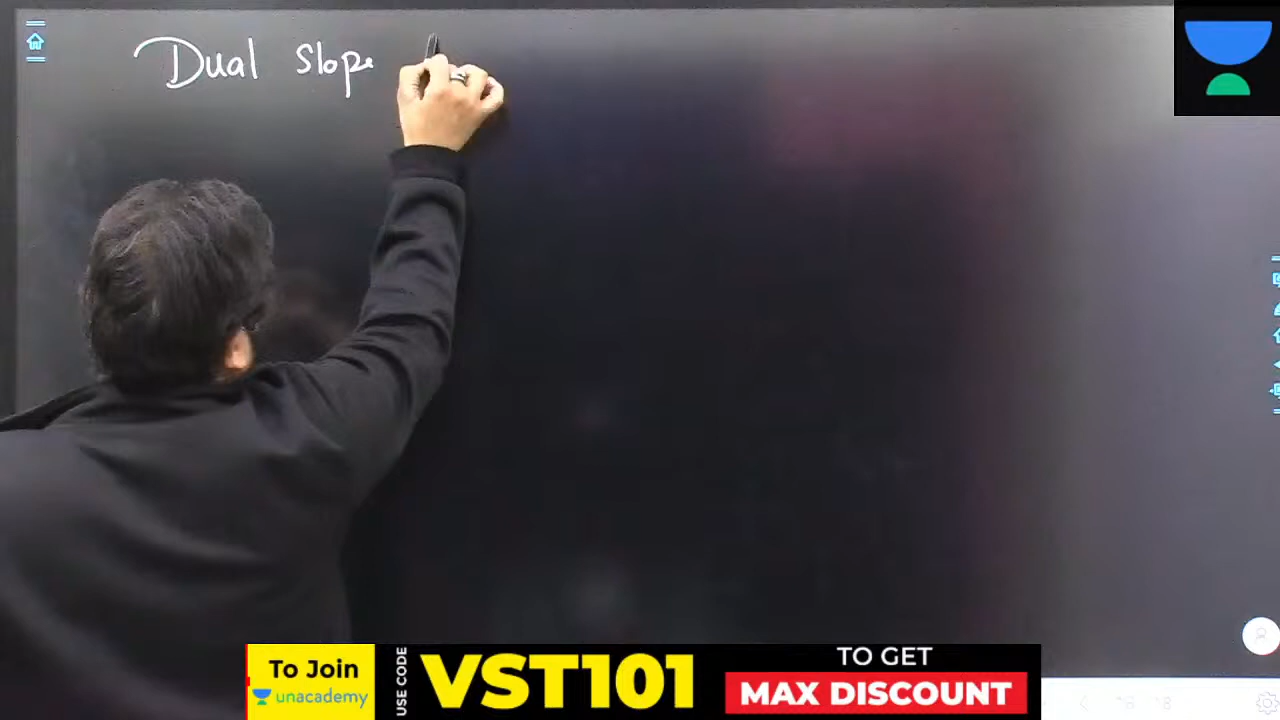 Dual Slope
To Join
unacademy
USE CODE
VST101
TO GET
MAX DISCOUNT